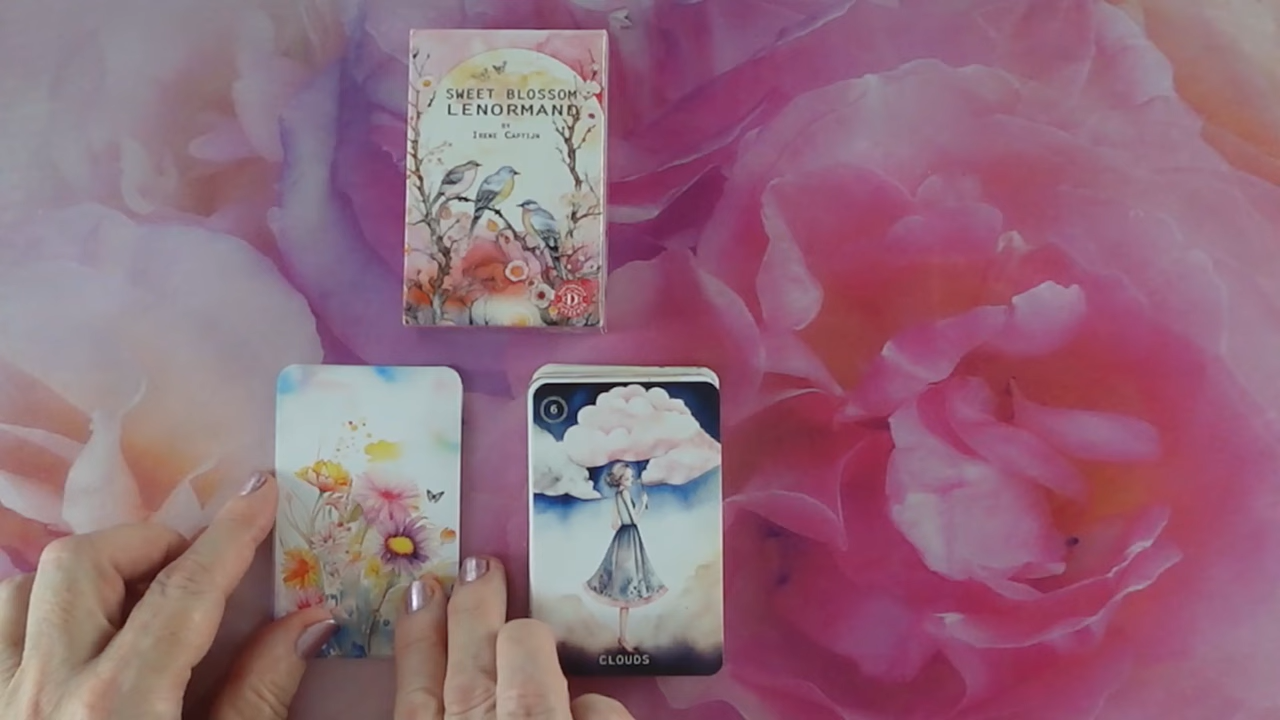 SWEET BLOSSOM
LENORMAND
BY
IRENE CAPTIJN
6
CLOUDS